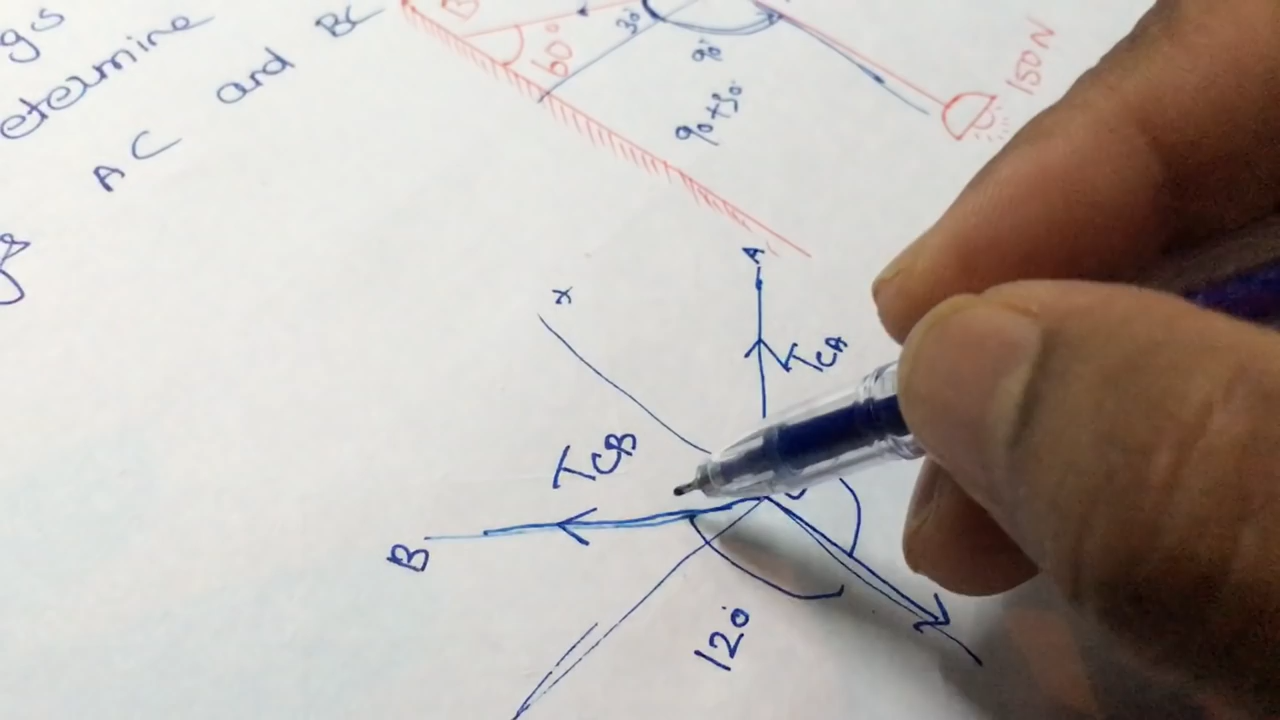 gs
etermine
AC and BC
B
60°
30°
90°
90+30°
150N
A
x
TCA
TCB
B
120